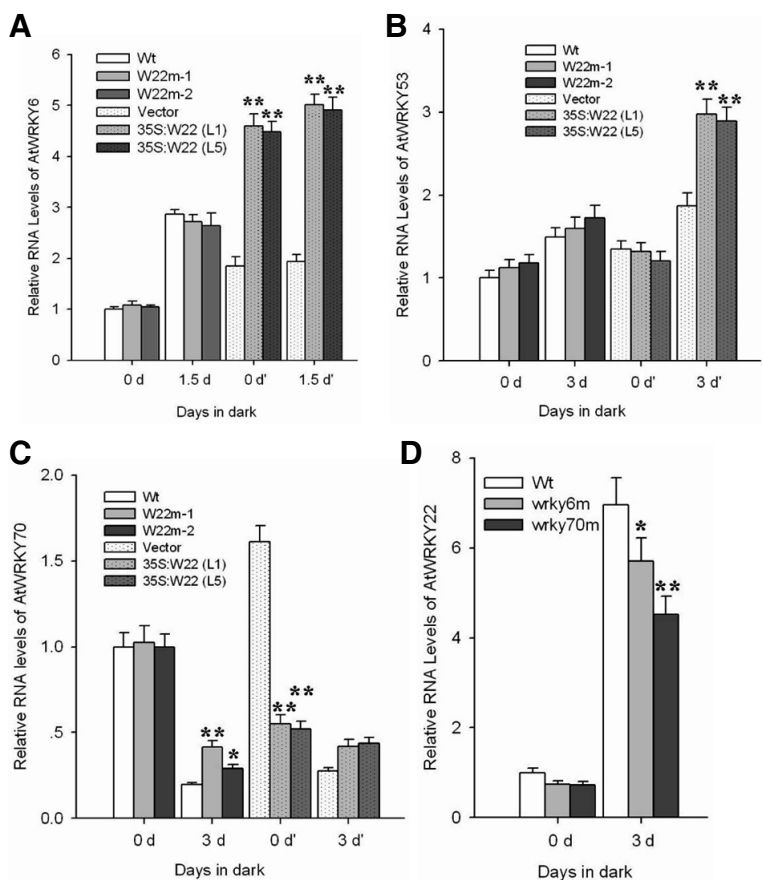 A
Relative RNA Levels of AtWRKY6
6
5
4
3
2
1
0
Wt
W22m-1
W22m-2
Vector
35S:W22 (L1)
35S:W22 (L5)
** ** ** **
0 d 1.5 d 0 d' 1.5 d'
Days in dark
B
Relative RNA Levels of AtWRKY53
4
3
2
1
0
Wt
W22m-1
W22m-2
Vector
35S:W22 (L1)
35S:W22 (L5)
** **
0 d 3 d 0 d' 3 d'
Days in dark
C
Relative RNA levels of AtWRKY70
2.0
1.5
1.0
.5
0.0
Wt
W22m-1
W22m-2
Vector
35S:W22 (L1)
35S:W22 (L5)
** * ** **
0 d 3 d 0 d' 3 d'
Days in dark
D
Relative RNA Levels of AtWRKY22
8
6
4
2
0
Wt
wrky6m
wrky70m
* **
0 d 3 d
Days in dark